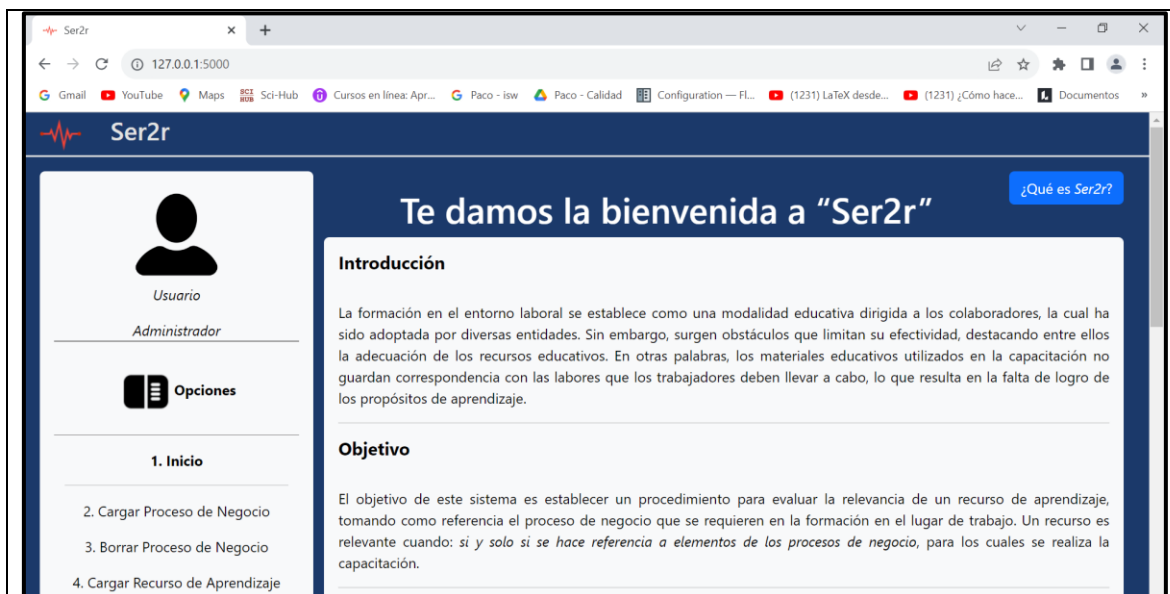 Ser2r
127.0.0.1:5000
Gmail YouTube Maps SCI HUB Sci-Hub Cursos en línea: Apr... Paco - isw Paco - Calidad Configuration — Fl... (1231) LaTeX desde... (1231) ¿Cómo hace... Documentos »
Ser2r
¿Qué es Ser2r?
Te damos la bienvenida a “Ser2r”
Usuario
Administrador
Opciones
1. Inicio
2. Cargar Proceso de Negocio
3. Borrar Proceso de Negocio
4. Cargar Recurso de Aprendizaje
Introducción
La formación en el entorno laboral se establece como una modalidad educativa dirigida a los colaboradores, la cual ha
sido adoptada por diversas entidades. Sin embargo, surgen obstáculos que limitan su efectividad, destacando entre ellos
la adecuación de los recursos educativos. En otras palabras, los materiales educativos utilizados en la capacitación no
guardan correspondencia con las labores que los trabajadores deben llevar a cabo, lo que resulta en la falta de logro de
los propósitos de aprendizaje.
Objetivo
El objetivo de este sistema es establecer un procedimiento para evaluar la relevancia de un recurso de aprendizaje,
tomando como referencia el proceso de negocio que se requieren en la formación en el lugar de trabajo. Un recurso es
relevante cuando: si y solo si se hace referencia a elementos de los procesos de negocio, para los cuales se realiza la
capacitación.